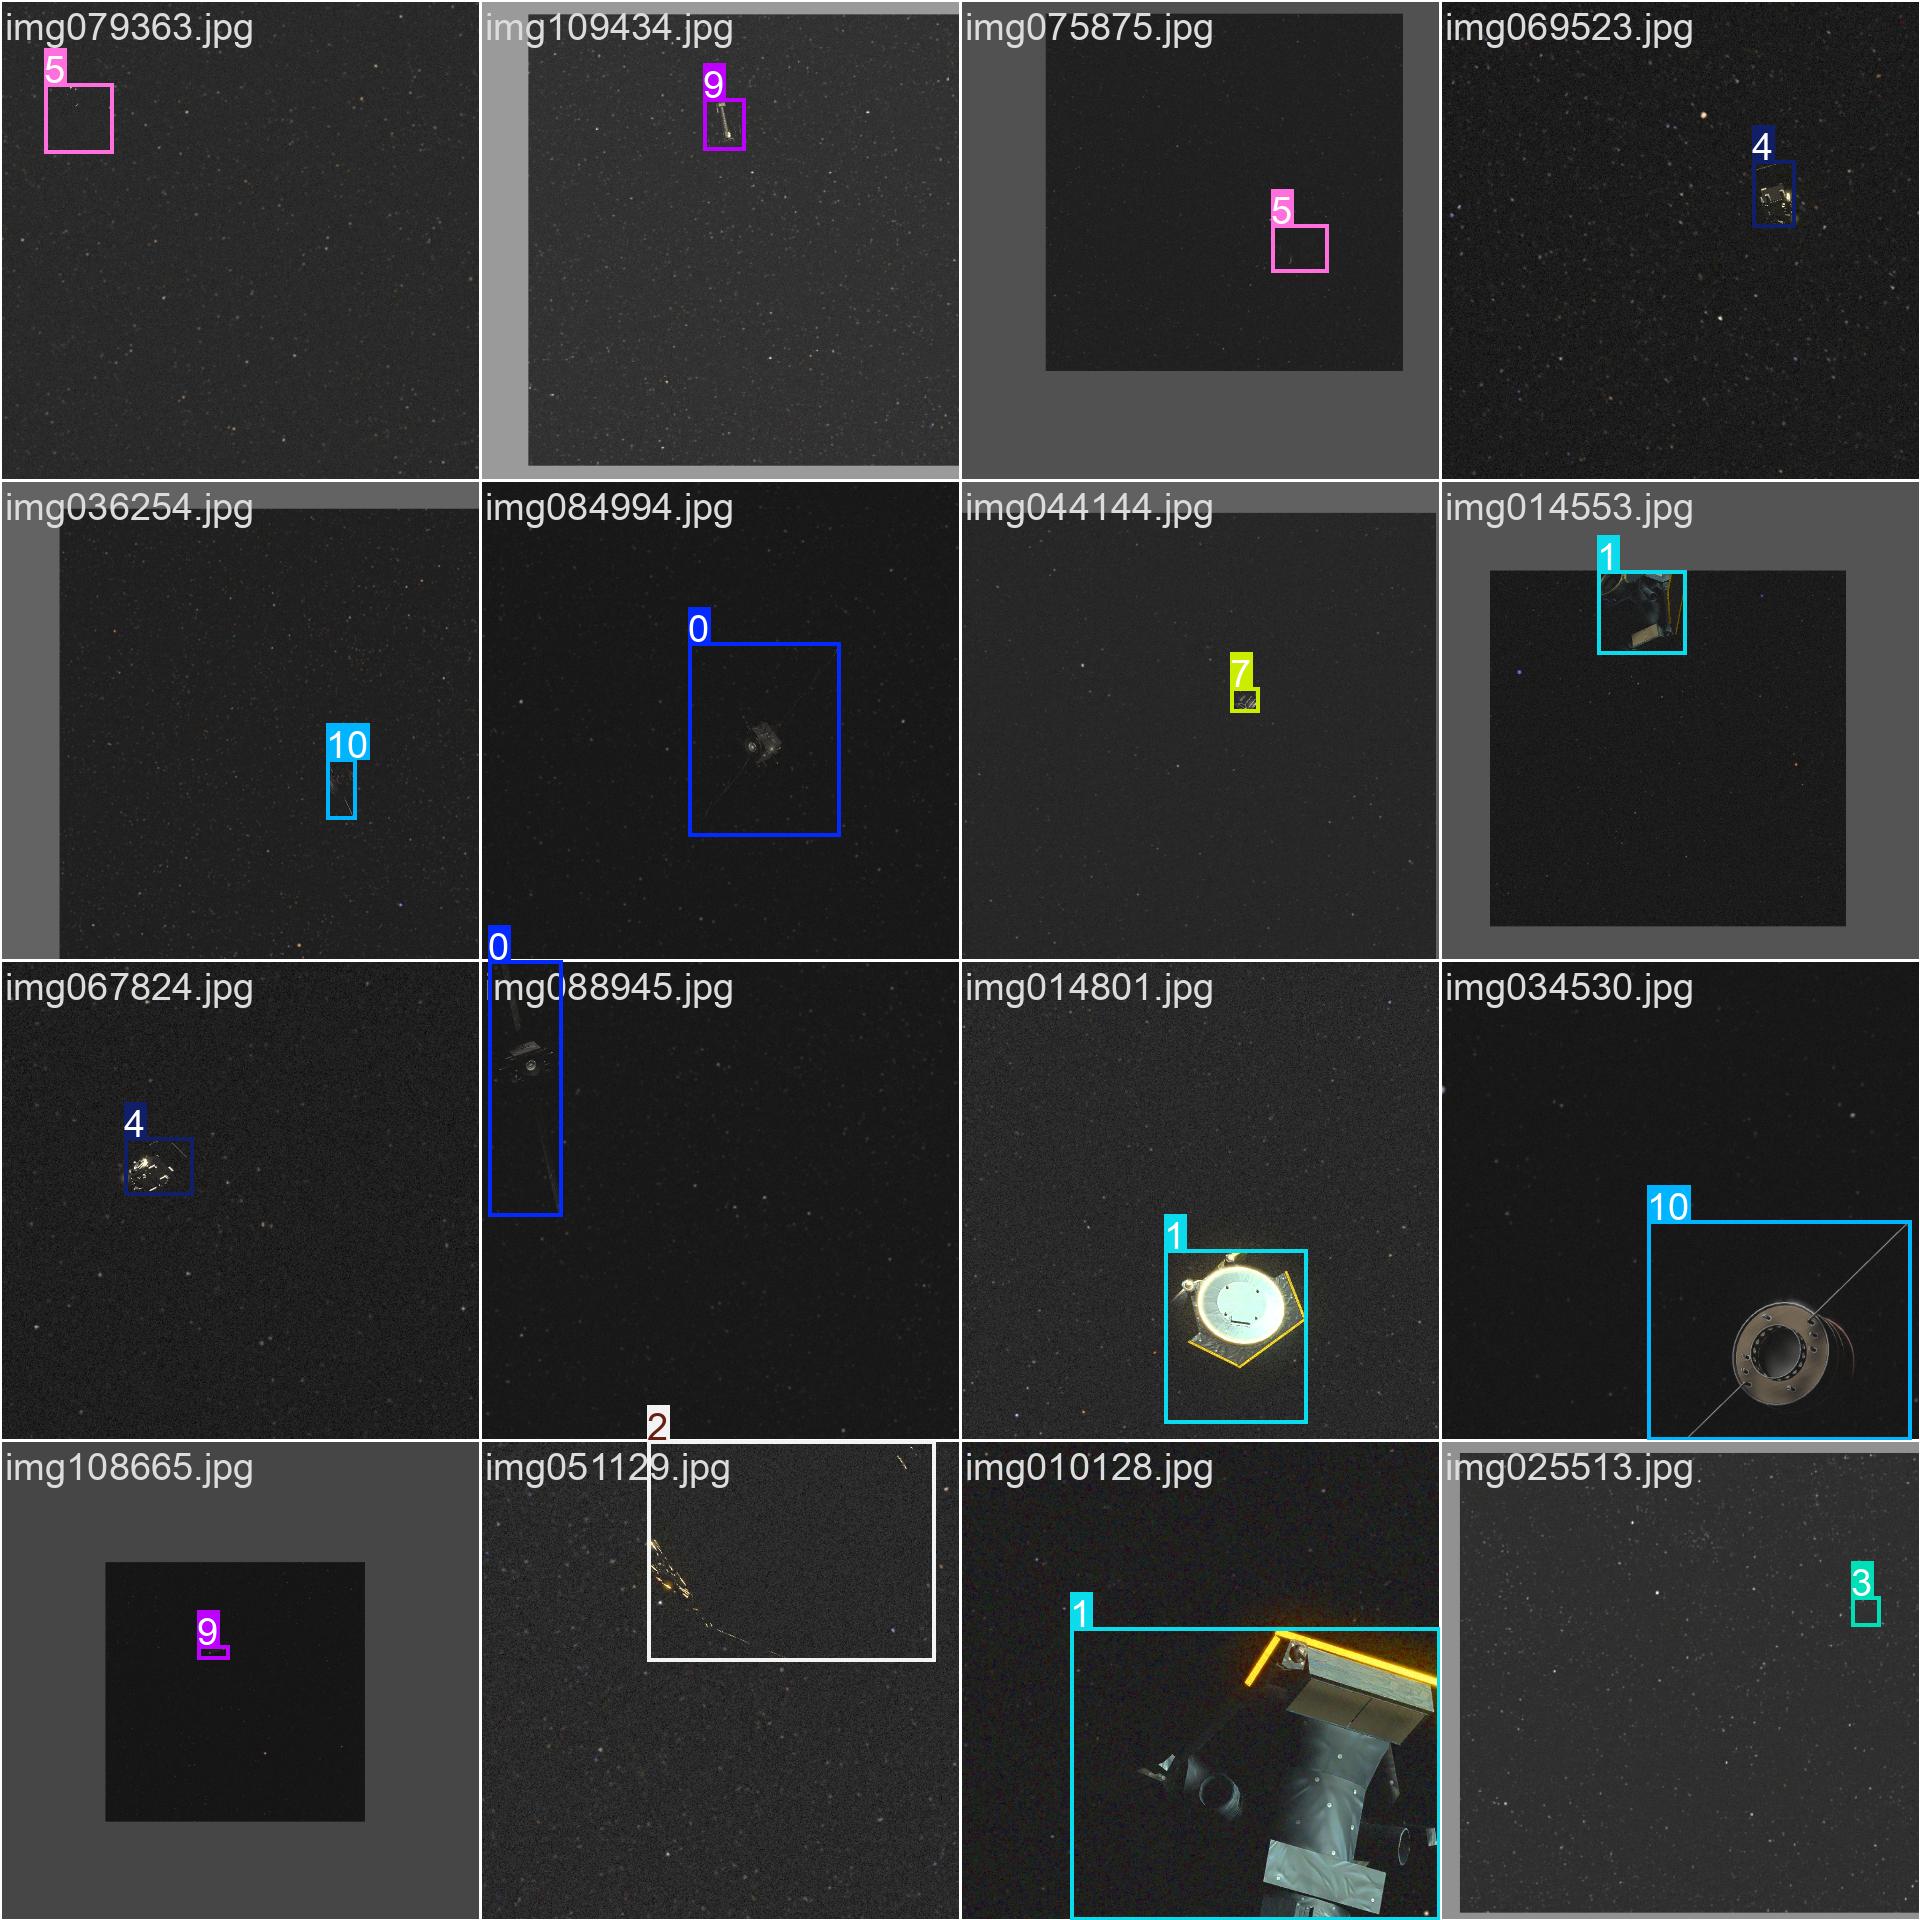 img079363.jpg
5
img109434.jpg
9
img075875.jpg
5
img069523.jpg
4
img036254.jpg
10
img084994.jpg
0
img044144.jpg
7
img014553.jpg
1
img067824.jpg
4
img088945.jpg
0
img014801.jpg
1
img034530.jpg
10
img108665.jpg
9
img051129.jpg
2
img010128.jpg
1
img025513.jpg
3